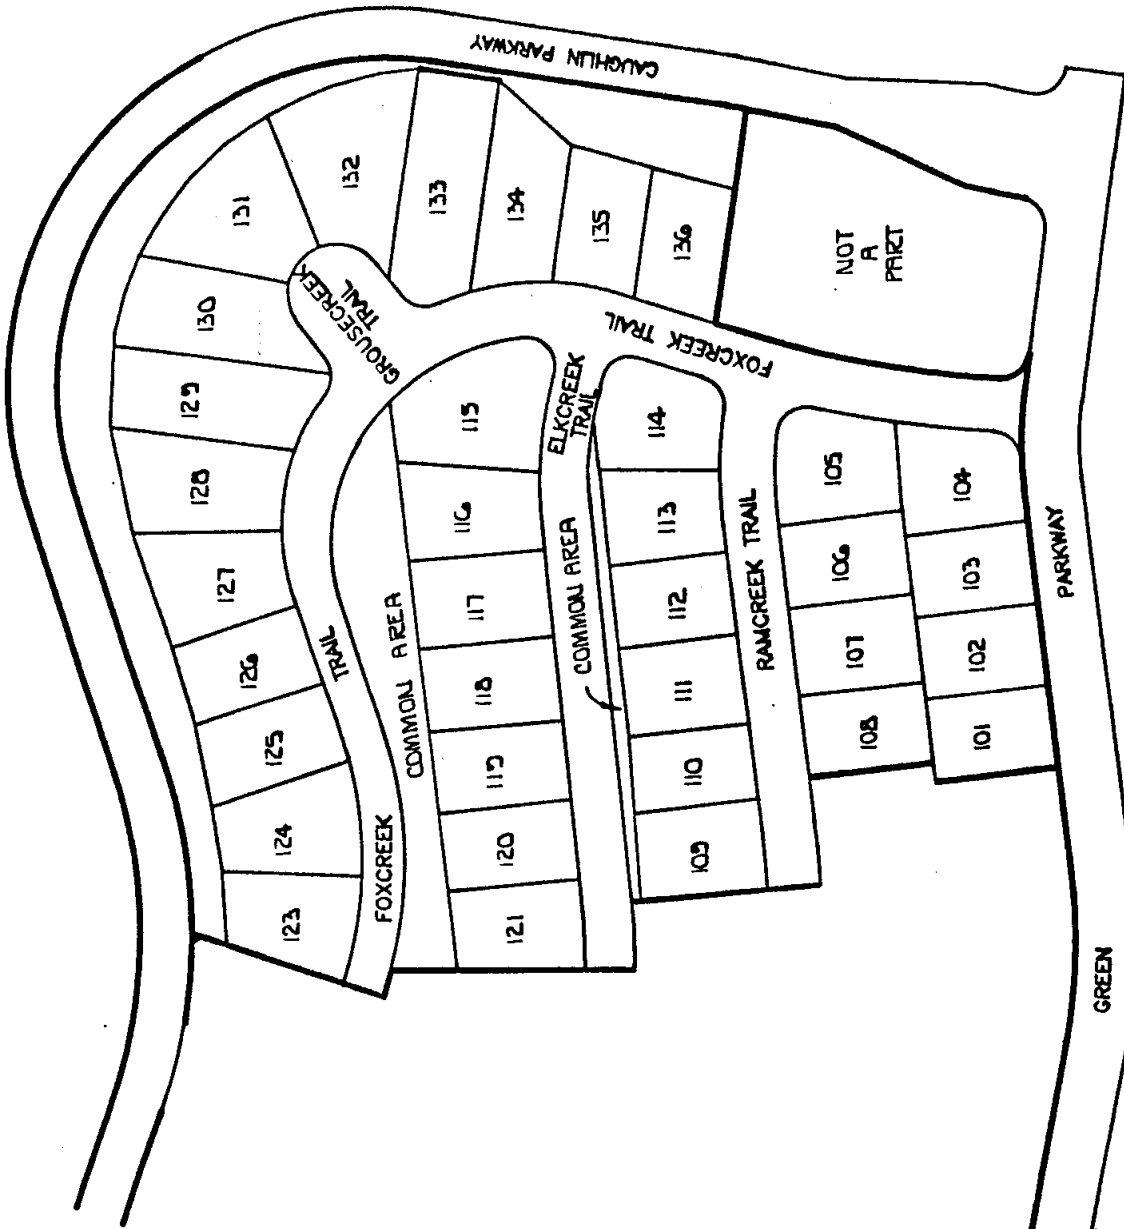 CAUGHLIN PARKWAY
132
133
134
135
136
131
130
129
128
127
126
125
124
123
NOT
A
PART
GROUSECREEK
TRAIL
FOXCREEK TRAIL
ELKCREEK
TRAIL
115
116
117
118
119
120
121
114
113
112
111
110
109
105
106
107
108
104
103
102
101
COMMON AREA
COMMON AREA
RAMCREEK TRAIL
FOXCREEK
TRAIL
GREEN
PARKWAY